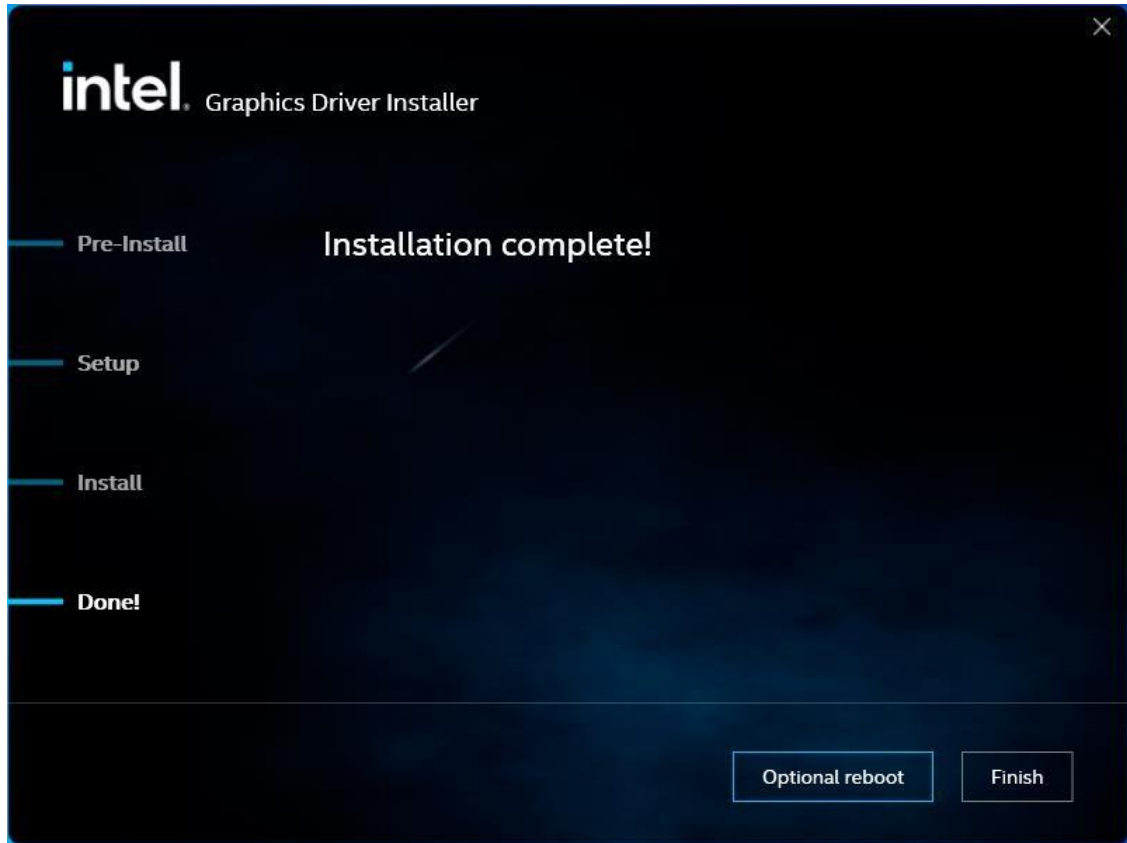 intel. Graphics Driver Installer
Pre-Install
Installation complete!
Setup
Install
Done!
Optional reboot
Finish